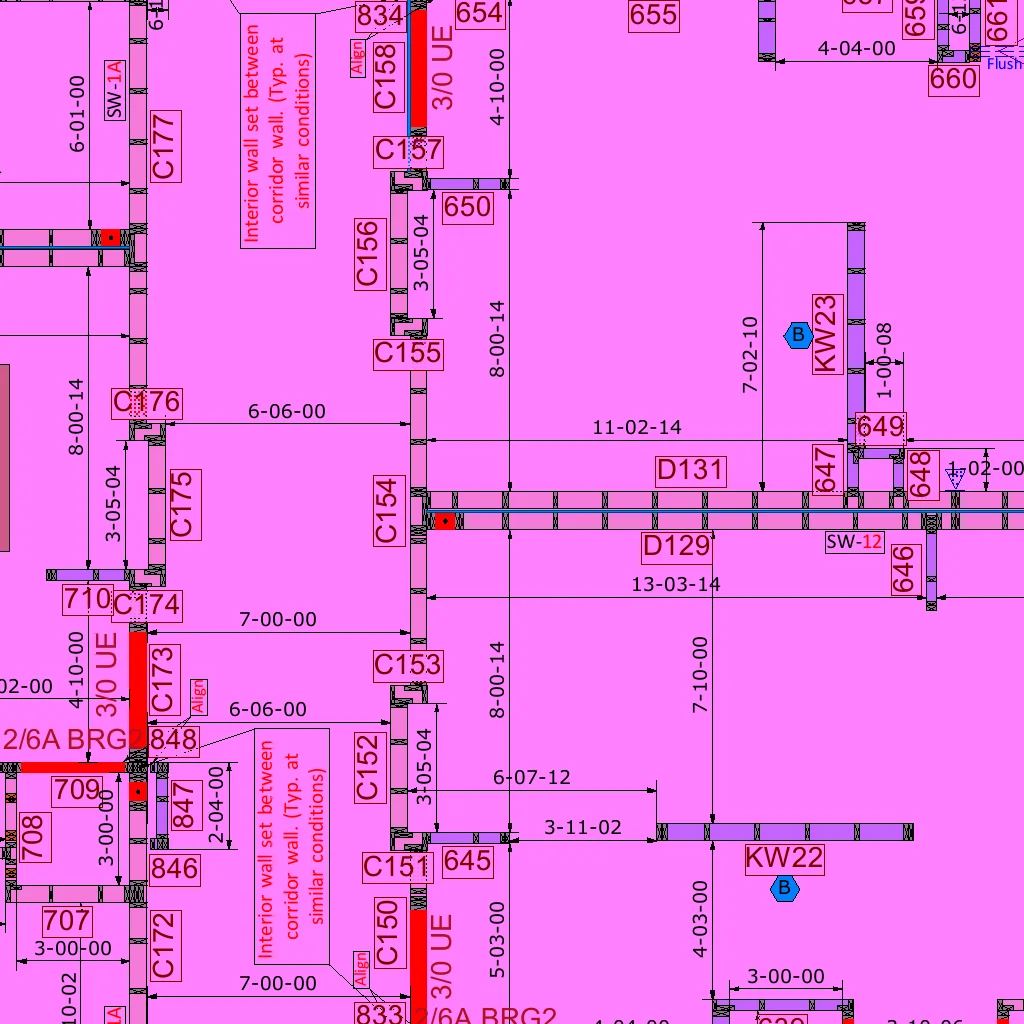 834
654
655
659
661
4-04-00
660
Flush
Align
C158
3/0 UE
4-10-00
6-01-00
SW-1A
C177
Interior wall set between
corridor wall. (Typ. at
similar conditions)
C157
650
C156
3-05-04
8-00-14
C155
7-02-10
B
KW23
1-00-08
8-00-14
C176
6-06-00
11-02-14
649
647
648
1-02-00
D131
3-05-04
C175
C154
D129
SW-12
646
13-03-14
710
C174
7-00-00
C153
4-10-00
3/0 UE
C173
Align
02-00
6-06-00
8-00-14
7-10-00
2/6A BRG2
848
709
708
3-00-00
847
2-04-00
846
Interior wall set between
corridor wall. (Typ. at
similar conditions)
C152
3-05-04
6-07-12
3-11-02
C151
645
KW22
B
707
3-00-00
C172
10-02
7-00-00
Align
C150
3/0 UE
5-03-00
4-03-00
3-00-00
833
2/6A BRG2